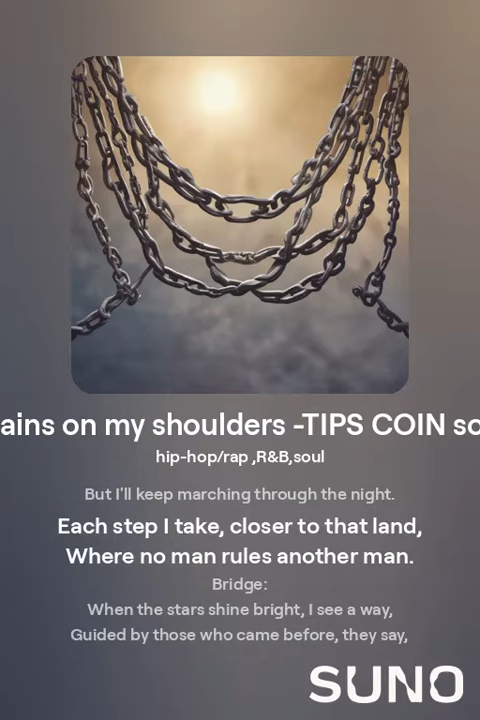 ains on my shoulders -TIPS COIN so
hip-hop/rap ,R&B,soul
But I'll keep marching through the night.
Each step I take, closer to that land,
Where no man rules another man.
Bridge:
When the stars shine bright, I see a way,
Guided by those who came before, they say,
SUNO